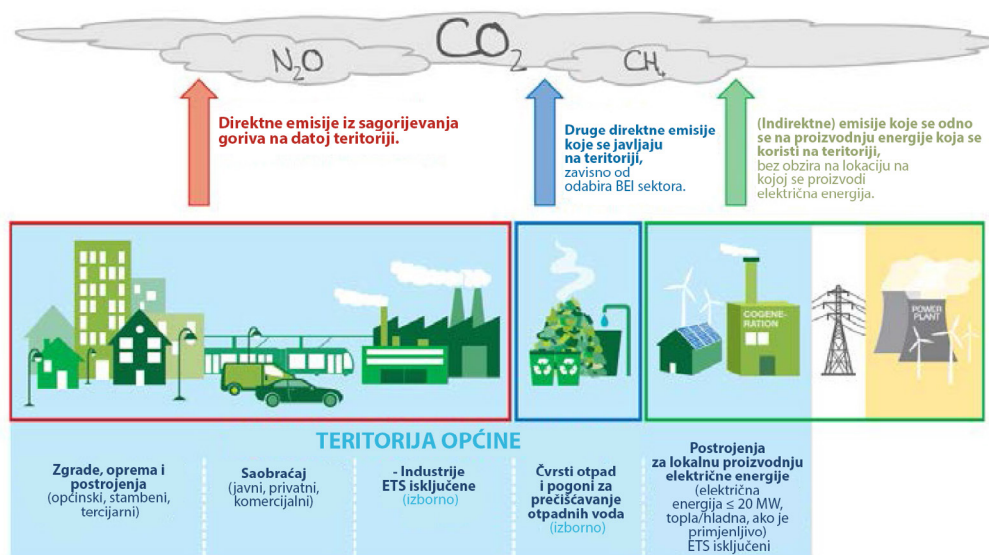 CO₂
N₂O
CH₄
Direktne emisije iz sagorijevanja
goriva na datoj teritoriji.
Druge direktne emisije
koje se javljaju
na teritoriji,
zavisno od
odabira BEI sektora.
(Indirektne) emisije koje se odno
se na proizvodnju energije koja se
koristi na teritoriji,
bez obzira na lokaciju na
kojoj se proizvodi
električna energija.
COGENE-
RATION
POWER
PLANT
TERITORIJA OPĆINE
Zgrade, oprema i
postrojenja
(općinski, stambeni,
tercijarni)
Saobraćaj
(javni, privatni,
komercijalni)
- Industrije
ETS isključene
(izborno)
Čvrsti otpad
i pogoni za
prečišćavanje
otpadnih voda
(izborno)
Postrojenja
za lokalnu proizvodnju
električne energije
(električna
energija ≤ 20 MW,
topla/hladna, ako je
primjenljivo)
ETS isključeni